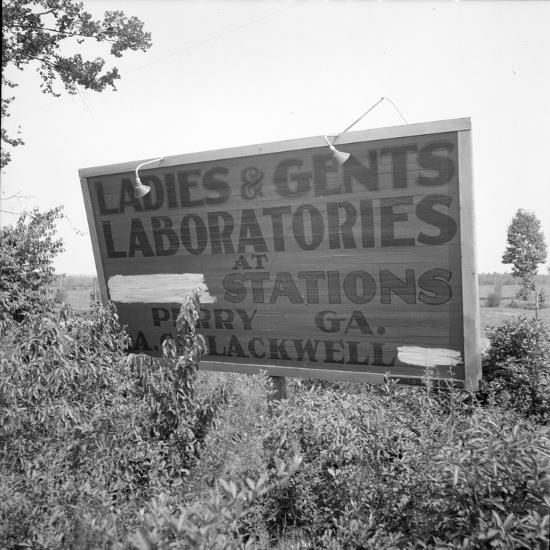 LADIES & GENTS
LABORATORIES
AT
STATIONS
PERRY GA.
BLACKWELL